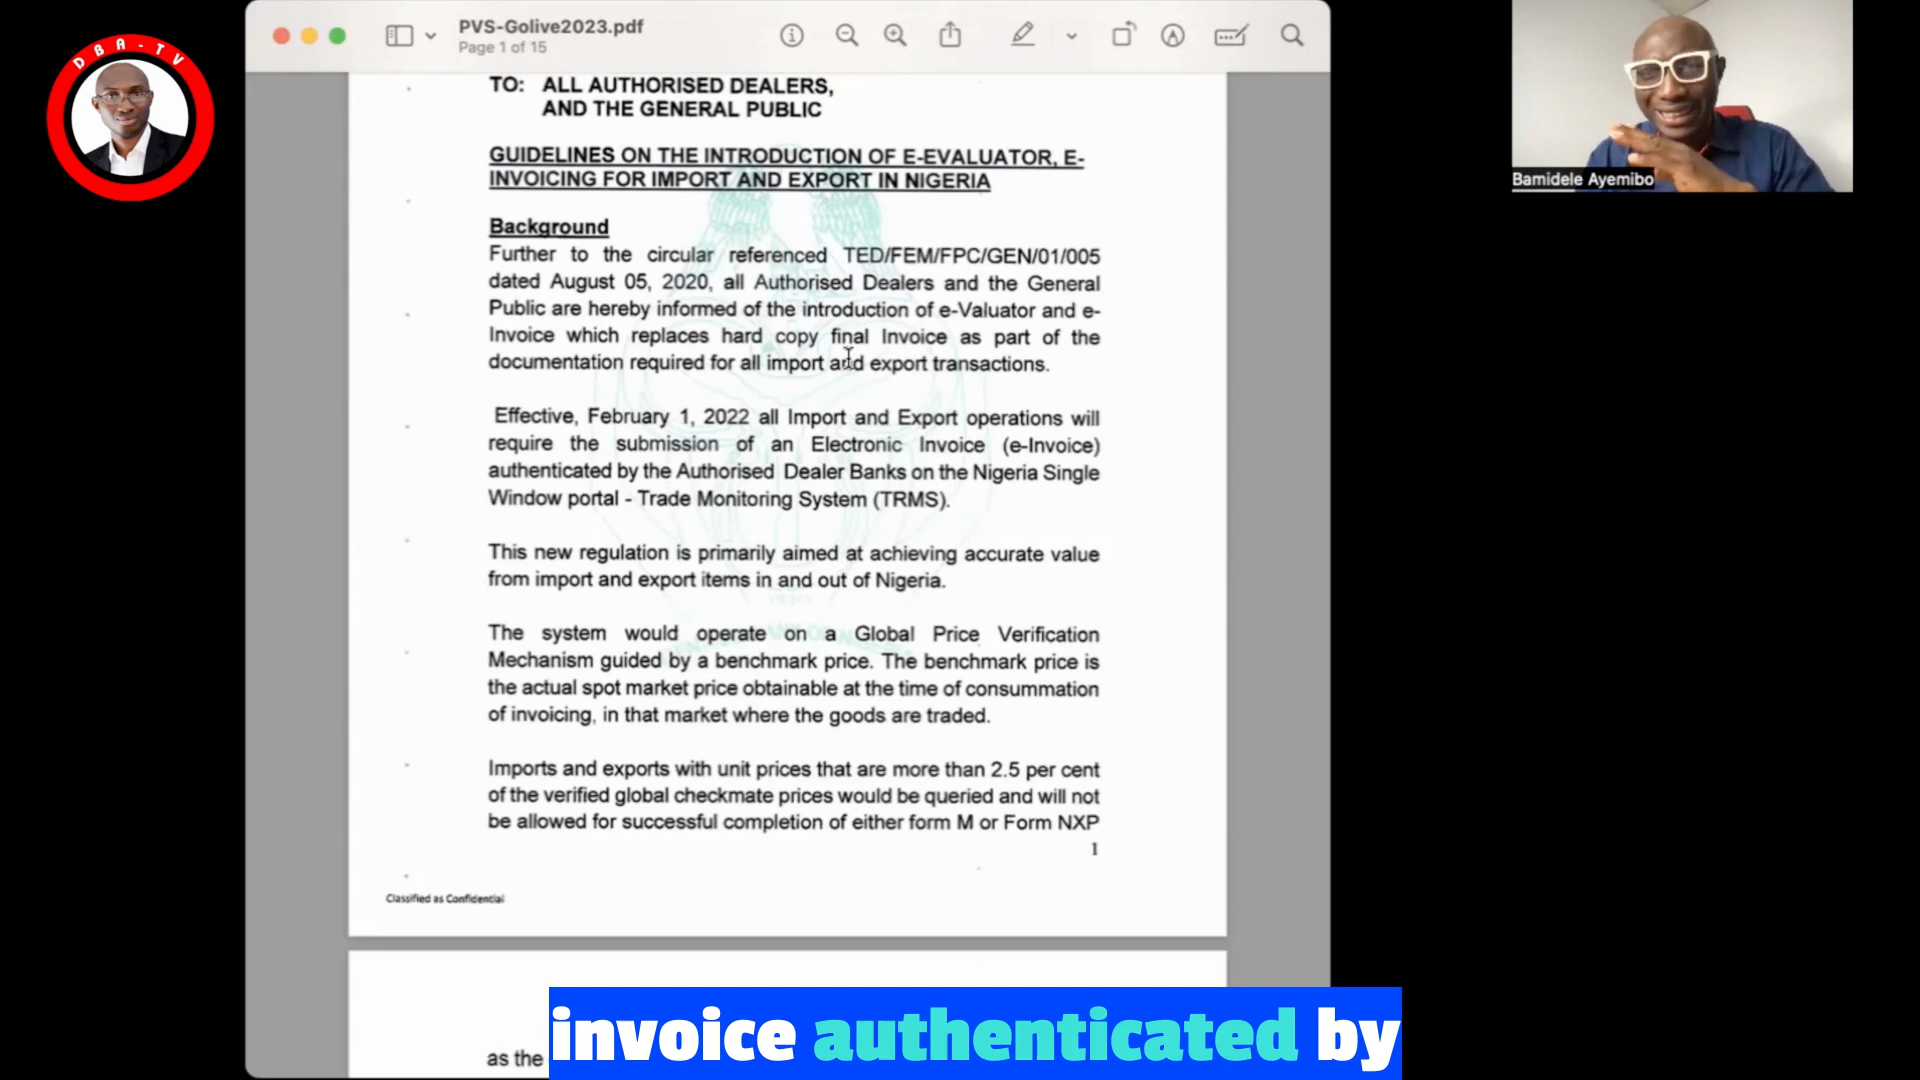 DBA-TV
PVS-Golive2023.pdf
Page 1 of 15
TO: ALL AUTHORISED DEALERS,
AND THE GENERAL PUBLIC
GUIDELINES ON THE INTRODUCTION OF E-EVALUATOR, E-
INVOICING FOR IMPORT AND EXPORT IN NIGERIA
Background
Further to the circular referenced TED/FEM/FPC/GEN/01/005
dated August 05, 2020, all Authorised Dealers and the General
Public are hereby informed of the introduction of e-Valuator and e-
Invoice which replaces hard copy final Invoice as part of the
documentation required for all import and export transactions.
Effective, February 1, 2022 all Import and Export operations will
require the submission of an Electronic Invoice (e-Invoice)
authenticated by the Authorised Dealer Banks on the Nigeria Single
Window portal - Trade Monitoring System (TRMS).
This new regulation is primarily aimed at achieving accurate value
from import and export items in and out of Nigeria.
The system would operate on a Global Price Verification
Mechanism guided by a benchmark price. The benchmark price is
the actual spot market price obtainable at the time of consummation
of invoicing, in that market where the goods are traded.
Imports and exports with unit prices that are more than 2.5 per cent
of the verified global checkmate prices would be queried and will not
be allowed for successful completion of either form M or Form NXP
1
Classified as Confidential
as the
invoice authenticated by
Bamidele Ayemibo